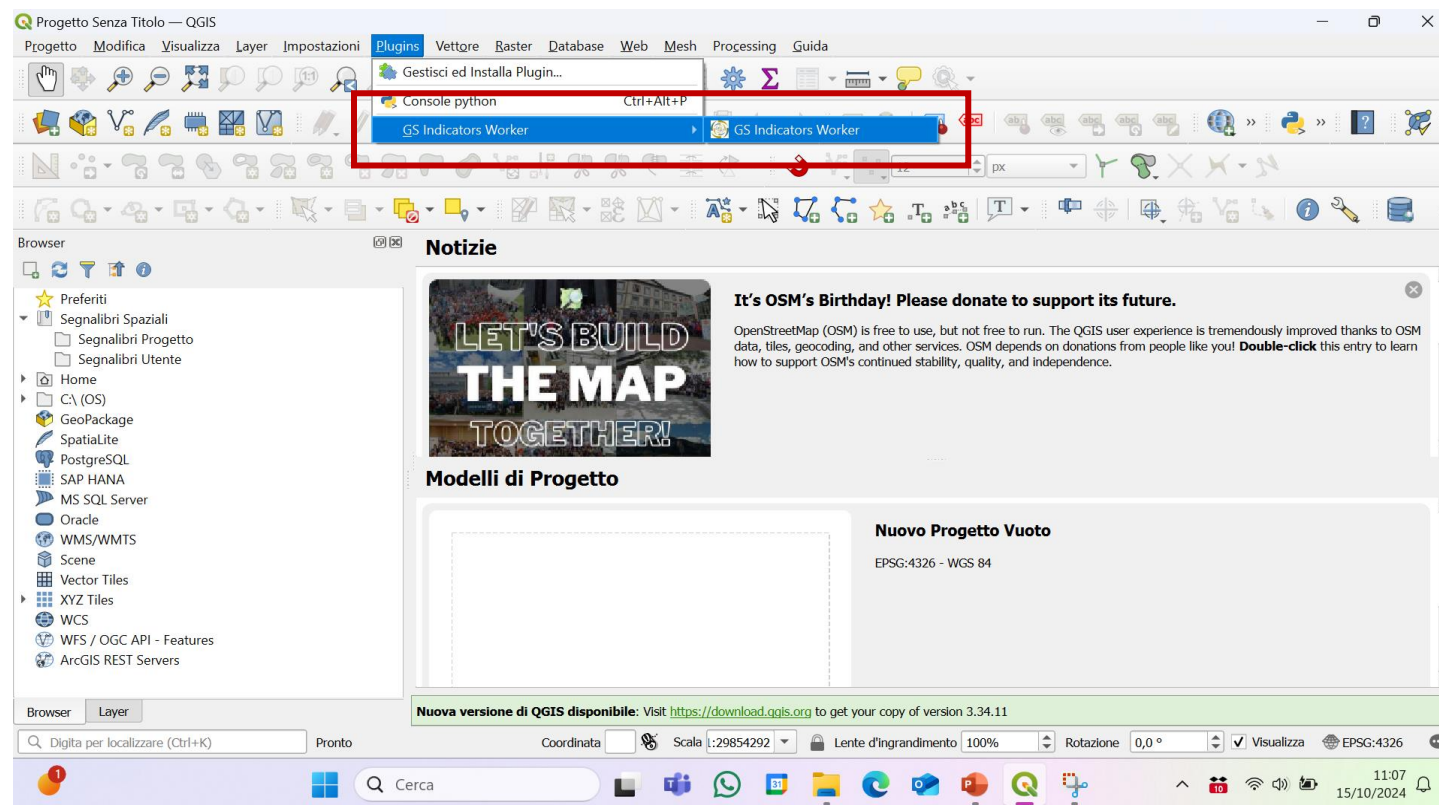 Progetto Senza Titolo — QGIS
Progetto Modifica Visualizza Layer Impostazioni Plugins Vettore Raster Database Web Mesh Processing Guida
Gestisci ed Installa Plugin...
Console python Ctrl+Alt+P
GS Indicators Worker GS Indicators Worker
12 px
Browser
Notizie
Preferiti
Segnalibri Spaziali
Segnalibri Progetto
Segnalibri Utente
Home
C:\ (OS)
GeoPackage
SpatiaLite
PostgreSQL
SAP HANA
MS SQL Server
Oracle
WMS/WMTS
Scene
Vector Tiles
XYZ Tiles
WCS
WFS / OGC API - Features
ArcGIS REST Servers
LET'S BUILD
THE MAP
TOGETHER!
It's OSM's Birthday! Please donate to support its future.
OpenStreetMap (OSM) is free to use, but not free to run. The QGIS user experience is tremendously improved thanks to OSM
data, tiles, geocoding, and other services. OSM depends on donations from people like you! Double-click this entry to learn
how to support OSM's continued stability, quality, and independence.
Modelli di Progetto
Nuovo Progetto Vuoto
EPSG:4326 - WGS 84
Browser Layer
Nuova versione di QGIS disponibile: Visit https://download.qgis.org to get your copy of version 3.34.11
Digita per localizzare (Ctrl+K) Pronto Coordinata Scala 1:29854292 Lente d'ingrandimento 100% Rotazione 0,0 ° Visualizza EPSG:4326
1 Cerca 31 10 11:07
15/10/2024